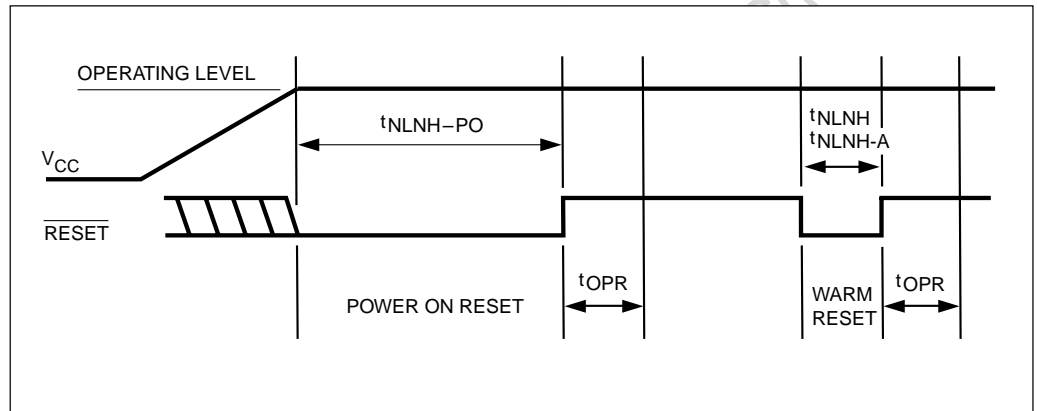 OPERATING LEVEL
tNLNH–PO
tNLNH
tNLNH-A
VCC
RESET
tOPR
POWER ON RESET
WARM
RESET
tOPR